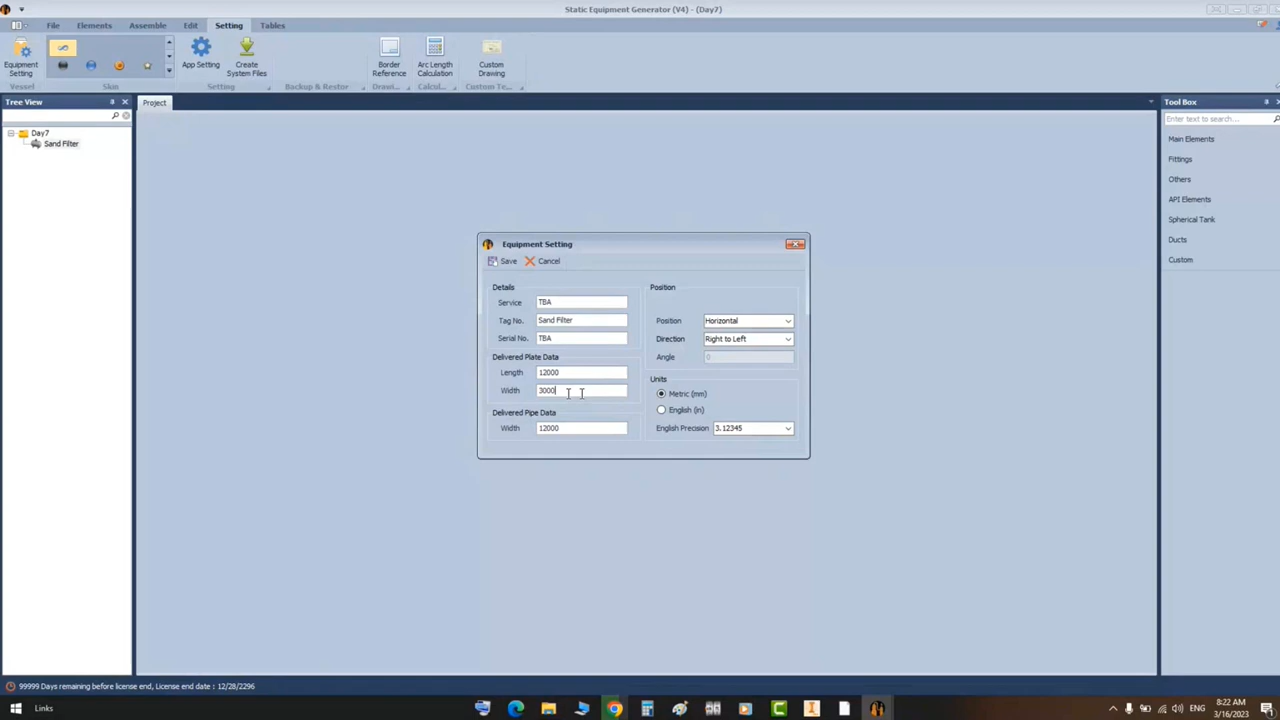 Static Equipment Generator (V4) - (Day7)
File Elements Assemble Edit Setting Tables
Equipment Setting
App Setting
Create System Files
Border Reference
Arc Length Calculation
Custom Drawing
Vessel Skin Setting Backup & Restor Drawi... Calcul... Custom Te...
Tree View
Project
Tool Box
Enter text to search...
Day7
Sand Filter
Main Elements
Fittings
Others
API Elements
Spherical Tank
Ducts
Custom
Equipment Setting
Save Cancel
Details
Service TBA
Tag No. Sand Filter
Serial No. TBA
Delivered Plate Data
Length 12000
Width 3000
Delivered Pipe Data
Width 12000
Position
Position Horizontal
Direction Right to Left
Angle 0
Units
Metric (mm)
English (in)
English Precision 3.12345
99999 Days remaining before license end, License end date : 12/28/2296
Links
ENG
8:22 AM
3/16/2023